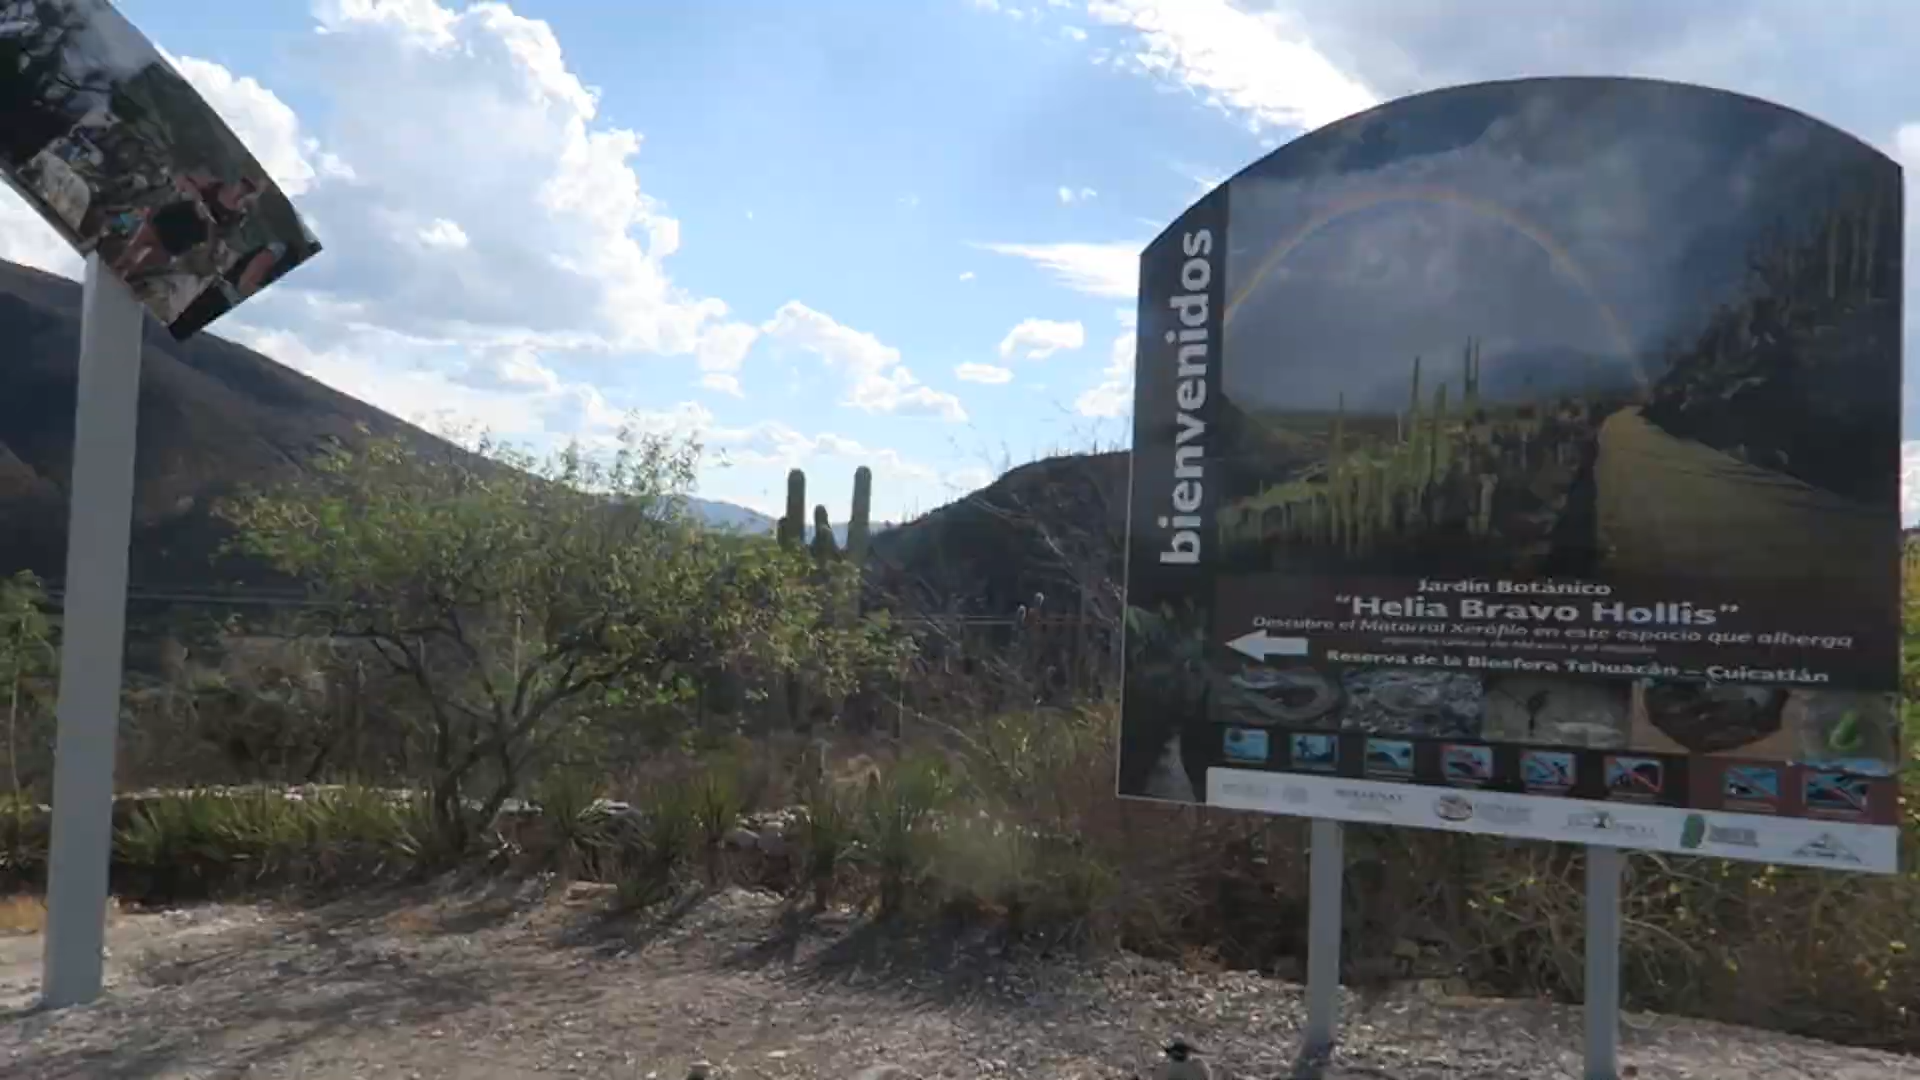 bienvenidos
Jardín Botánico
"Helia Bravo Hollis"
Descubre el Matorral Xerófilo en este espacio que alberga
Reserva de la Biosfera Tehuacán – Cuicatlán